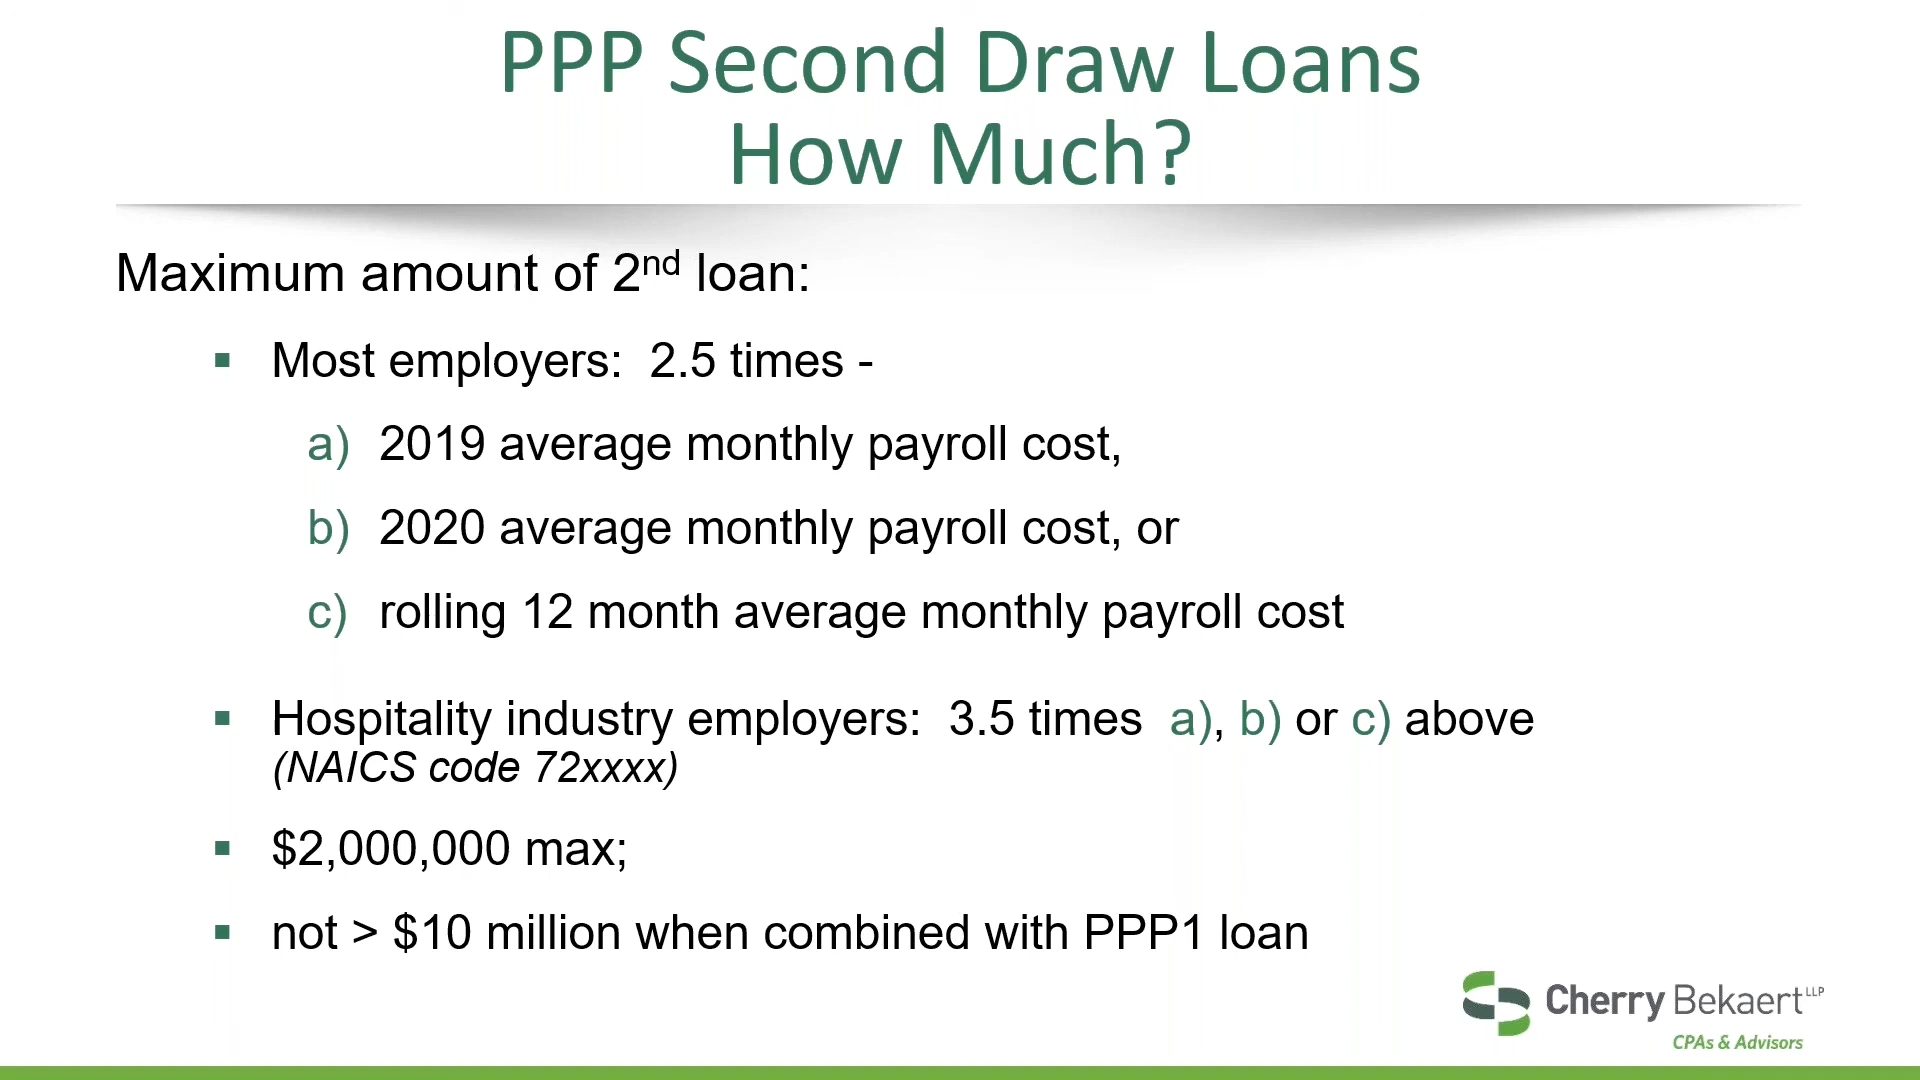 PPP Second Draw Loans
How Much?
Maximum amount of 2nd loan:
▪ Most employers: 2.5 times -
a) 2019 average monthly payroll cost,
b) 2020 average monthly payroll cost, or
c) rolling 12 month average monthly payroll cost
▪ Hospitality industry employers: 3.5 times a), b) or c) above
(NAICS code 72xxxx)
▪ $2,000,000 max;
▪ not > $10 million when combined with PPP1 loan
Cherry Bekaert LLP
CPAs & Advisors